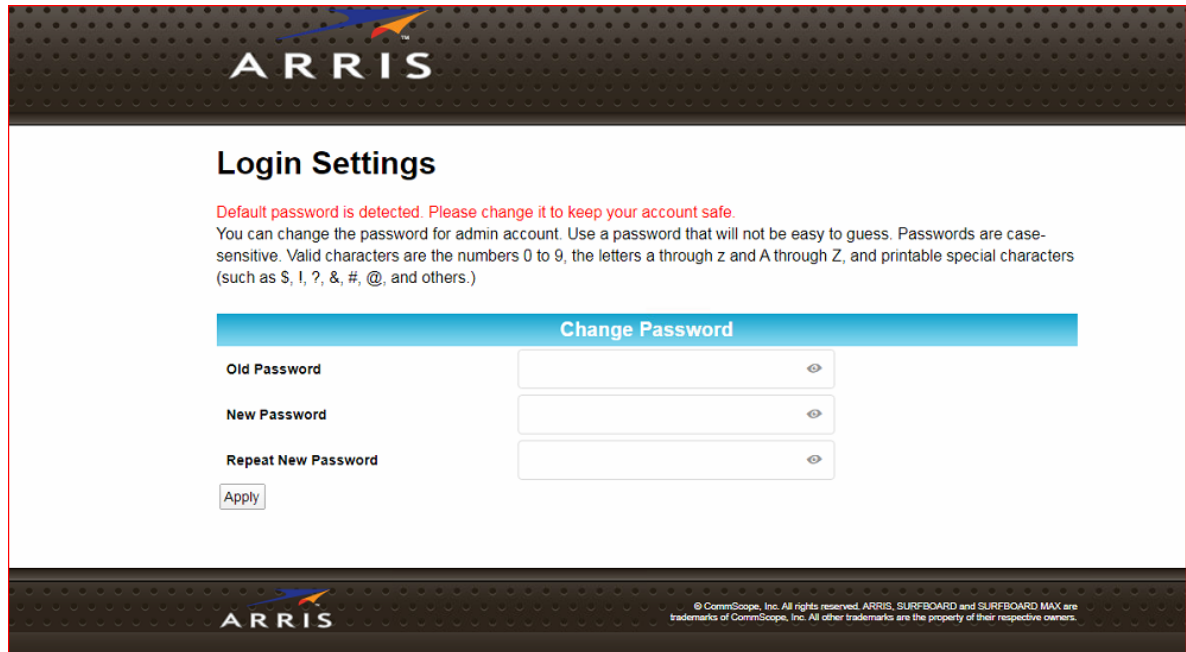 ARRIS
Login Settings
Default password is detected. Please change it to keep your account safe.
You can change the password for admin account. Use a password that will not be easy to guess. Passwords are case-
sensitive. Valid characters are the numbers 0 to 9, the letters a through z and A through Z, and printable special characters
(such as $, !, ?, &, #, @, and others.)
Change Password
Old Password
New Password
Repeat New Password
Apply
ARRIS
© CommScope, Inc. All rights reserved. ARRIS, SURFBOARD and SURFBOARD MAX are
trademarks of CommScope, Inc. All other trademarks are the property of their respective owners.